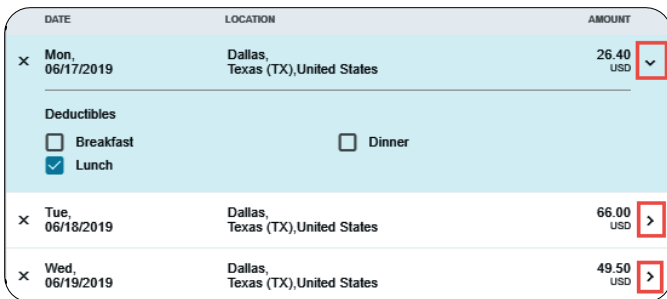 DATE LOCATION AMOUNT
Mon, Dallas, 26.40
06/17/2019 Texas (TX),United States USD
Deductibles
Breakfast Dinner
Lunch
Tue, Dallas, 66.00
06/18/2019 Texas (TX),United States USD
Wed, Dallas, 49.50
06/19/2019 Texas (TX),United States USD